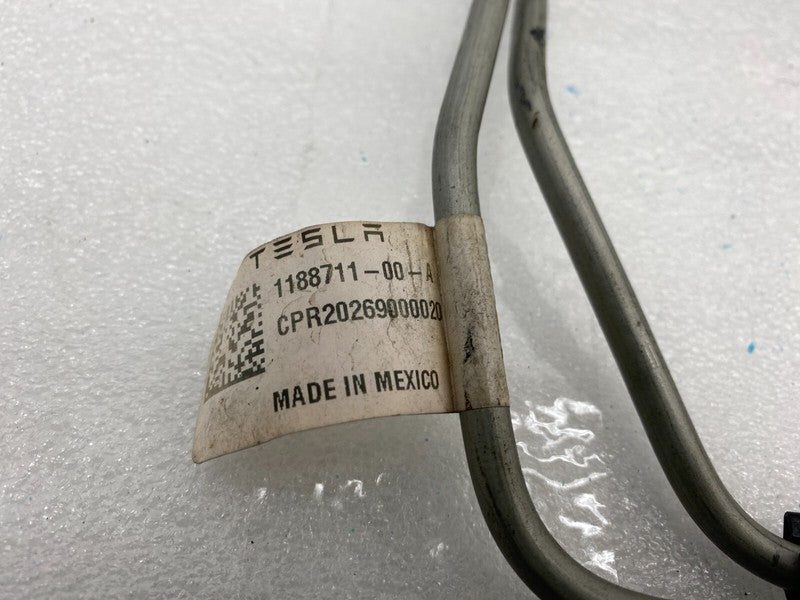 TESLA
1188711-00-A
CPR20269000020
MADE IN MEXICO